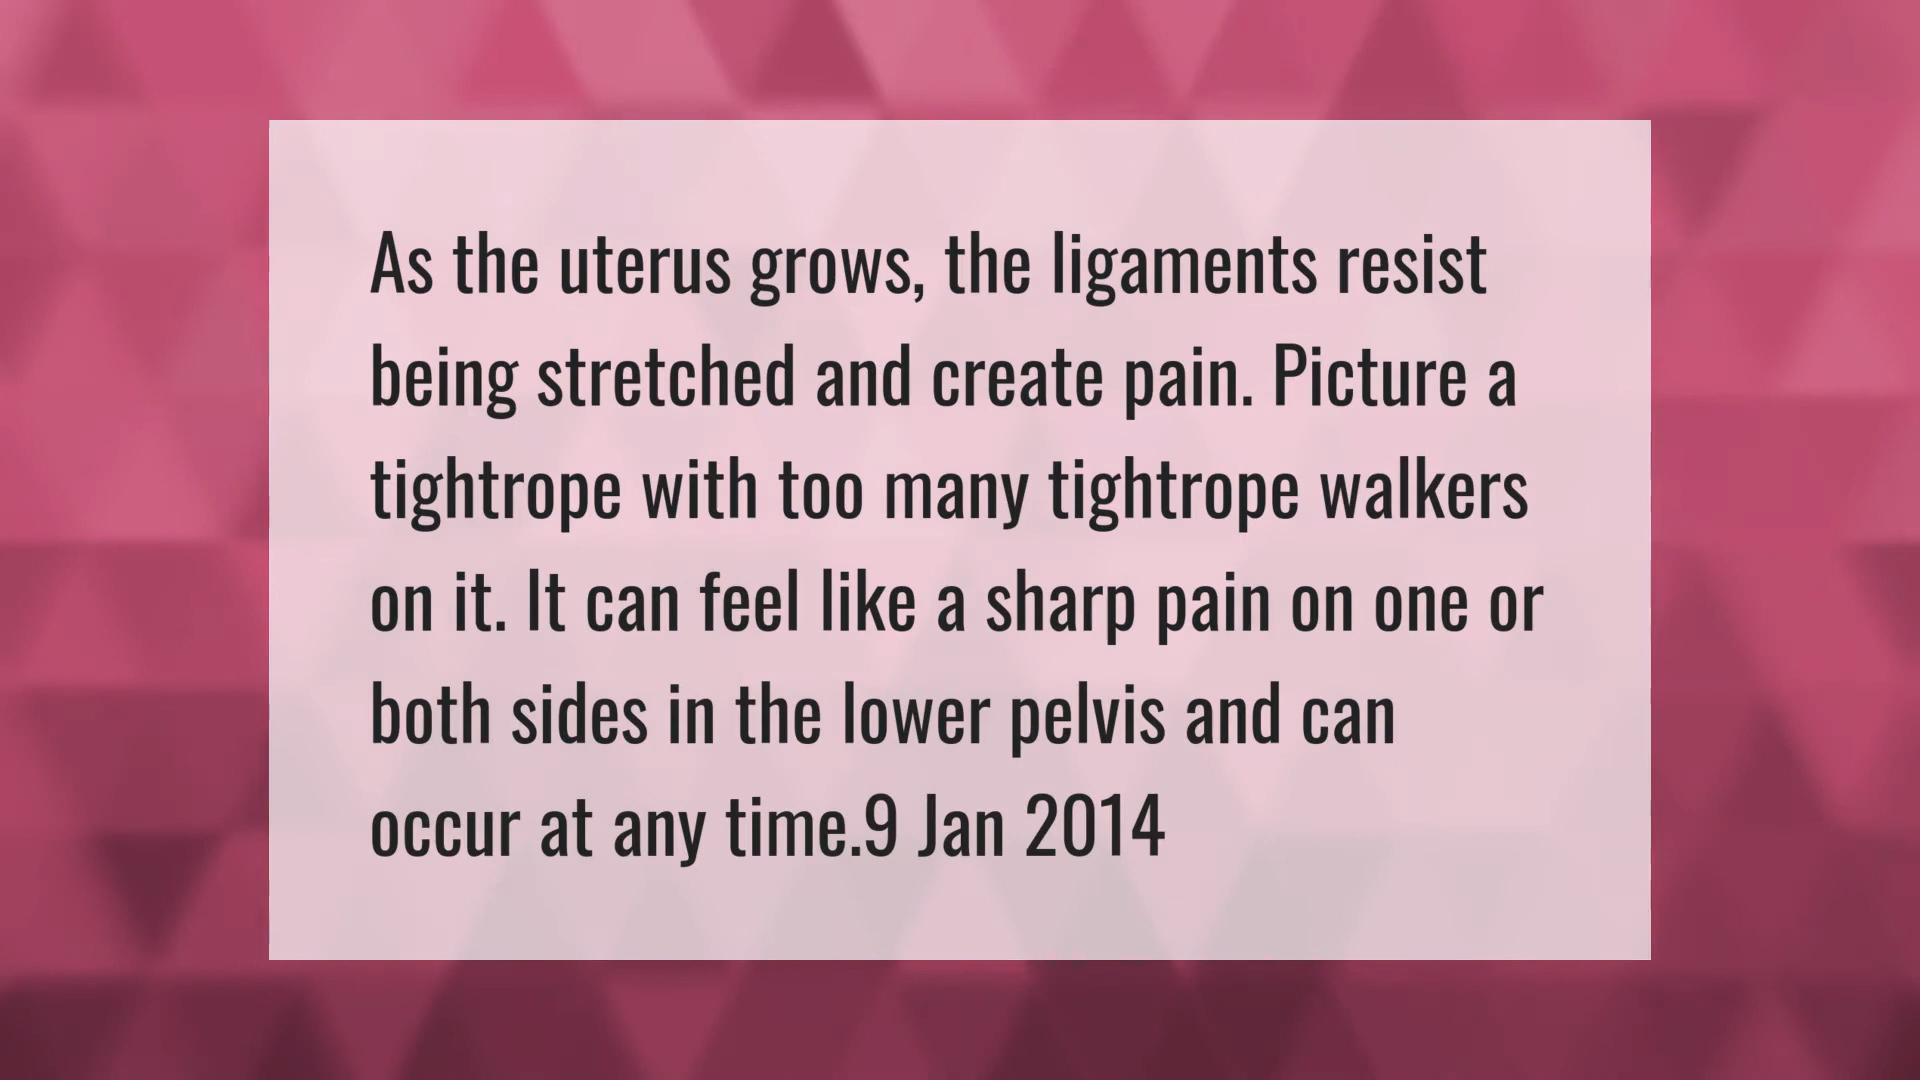 As the uterus grows, the ligaments resist
being stretched and create pain. Picture a
tightrope with too many tightrope walkers
on it. It can feel like a sharp pain on one or
both sides in the lower pelvis and can
occur at any time.9 Jan 2014